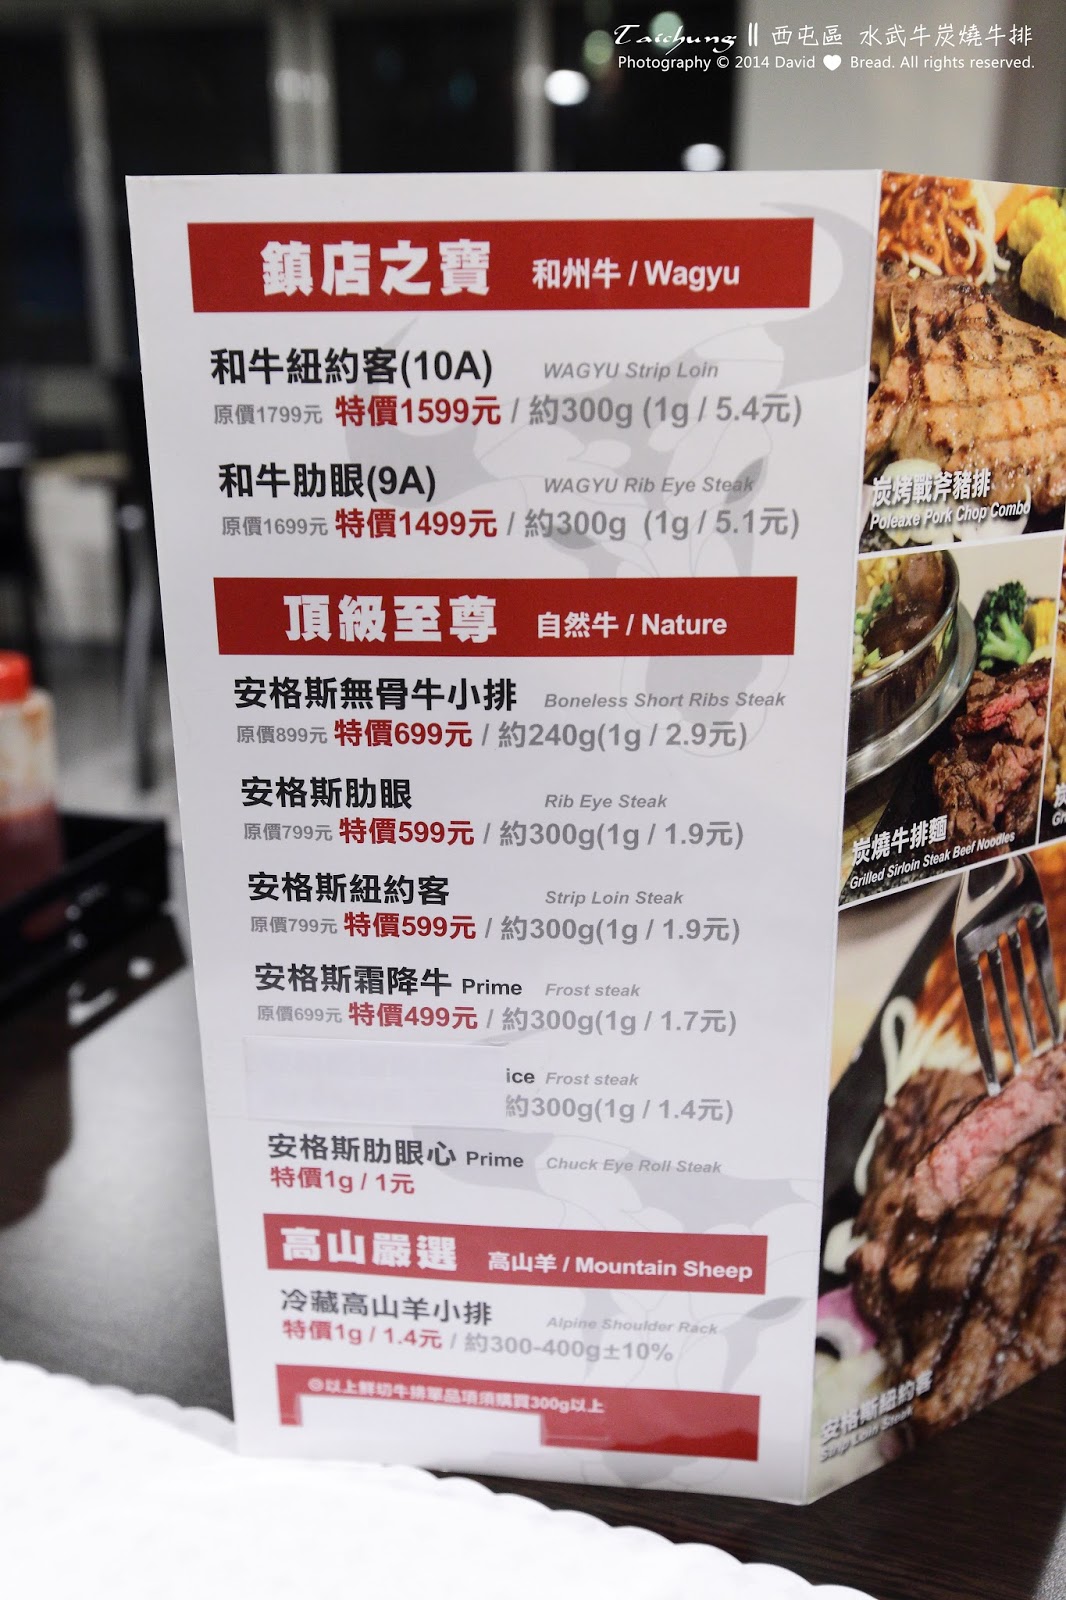 Taichung || 西屯區 水武牛炭燒牛排
Photography © 2014 David ♥ Bread. All rights reserved.
鎮店之寶 和州牛 / Wagyu
和牛紐約客(10A) WAGYU Strip Loin
原價1799元 特價1599元 / 約300g (1g / 5.4元)
和牛肋眼(9A) WAGYU Rib Eye Steak
原價1699元 特價1499元 / 約300g (1g / 5.1元)
頂級至尊 自然牛 / Nature
安格斯無骨牛小排 Boneless Short Ribs Steak
原價899元 特價699元 / 約240g(1g / 2.9元)
安格斯肋眼 Rib Eye Steak
原價799元 特價599元 / 約300g(1g / 1.9元)
安格斯紐約客 Strip Loin Steak
原價799元 特價599元 / 約300g(1g / 1.9元)
安格斯霜降牛 Prime Frost steak
原價699元 特價499元 / 約300g(1g / 1.7元)
ice Frost steak
約300g(1g / 1.4元)
安格斯肋眼心 Prime Chuck Eye Roll Steak
特價1g / 1元
高山嚴選 高山羊 / Mountain Sheep
冷藏高山羊小排 Alpine Shoulder Rack
特價1g / 1.4元 / 約300-400g±10%
◎以上鮮切牛排單品項須購買300g以上
炭烤戰斧豬排
Poleaxe Pork Chop Combo
炭燒牛排麵
Grilled Sirloin Steak Beef Noodles
安格斯紐約客
Strip Loin Steak